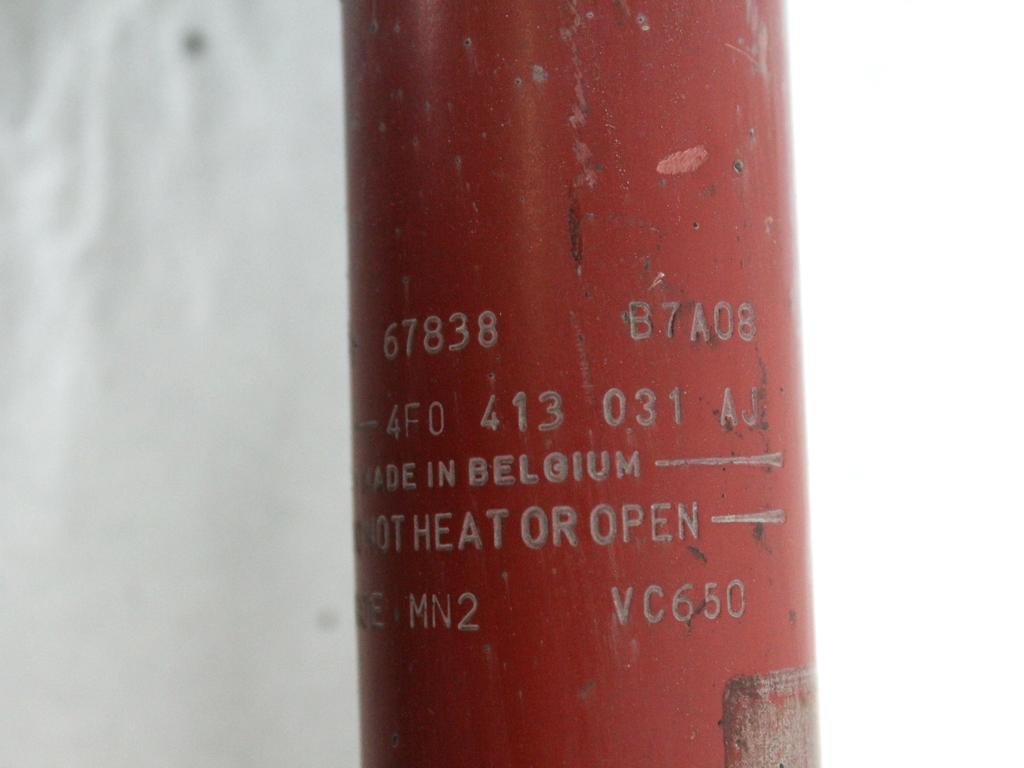 67838 B7A08
4F0 413 031 AJ
MADE IN BELGIUM
NOT HEAT OR OPEN
MN2 VC650